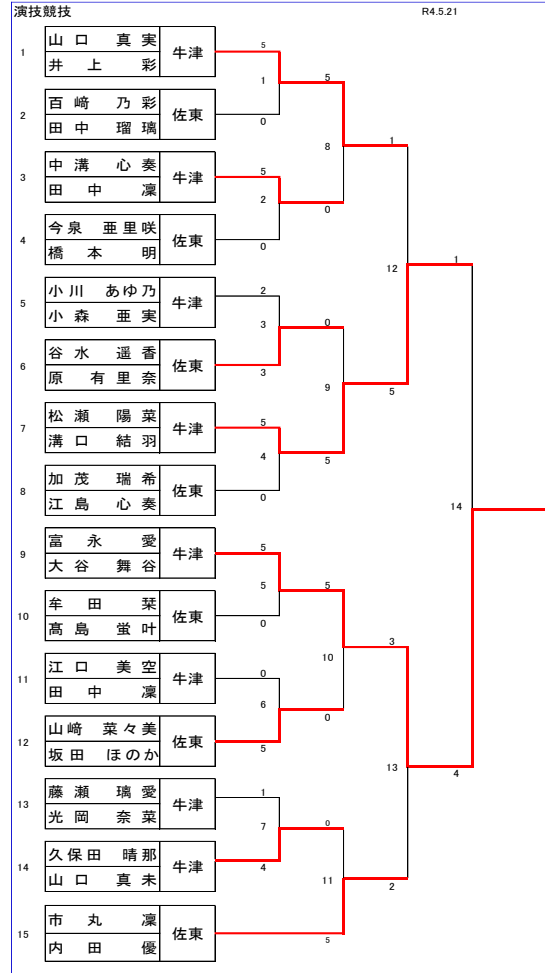 演技競技 R4.5.21
1 山口 真実 牛津
井上 彩
2 百﨑 乃彩 佐東
田中 瑠璃
3 中溝 心奏 牛津
田中 凜
4 今泉 亜里咲 佐東
橋本 明
5 小川 あゆ乃 牛津
小森 亜実
6 谷水 遥香 佐東
原 有里奈
7 松瀬 陽菜 牛津
溝口 結羽
8 加茂 瑞希 佐東
江島 心奏
9 富永 愛 牛津
大谷 舞谷
10 牟田 栞 佐東
髙島 蛍叶
11 江口 美空 牛津
田中 凜
12 山﨑 菜々美 佐東
坂田 ほのか
13 藤瀬 璃愛 牛津
光岡 奈菜
14 久保田 晴那 牛津
山口 真未
15 市丸 凜 佐東
内田 優
5
1
0
5
2
0
2
3
3
5
4
0
5
5
0
0
6
5
1
7
4
5
8
0
0
9
5
5
10
0
0
11
5
1
12
5
3
13
2
1
14
4